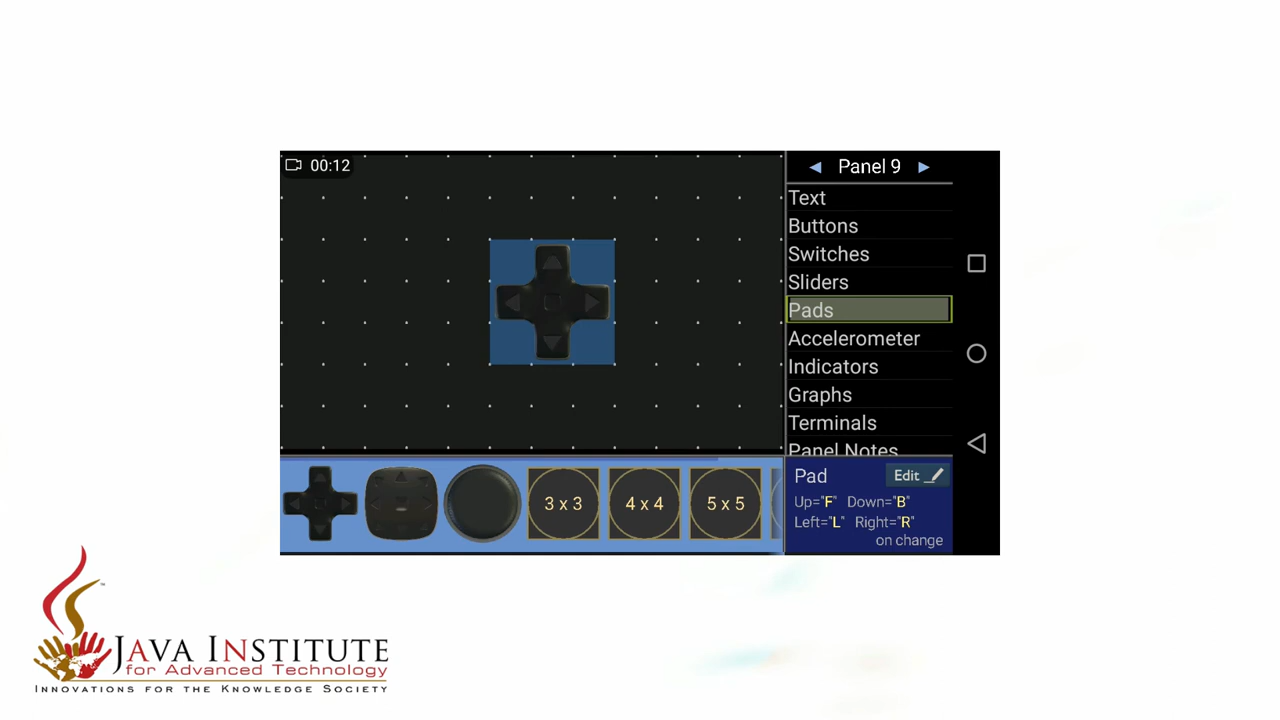 00:12
Panel 9
Text
Buttons
Switches
Sliders
Pads
Accelerometer
Indicators
Graphs
Terminals
Panel Notes
3 x 3
4 x 4
5 x 5
Pad
Edit
Up="F" Down="B"
Left="L" Right="R"
on change
JAVA INSTITUTE
for Advanced Technology
INNOVATIONS FOR THE KNOWLEDGE SOCIETY